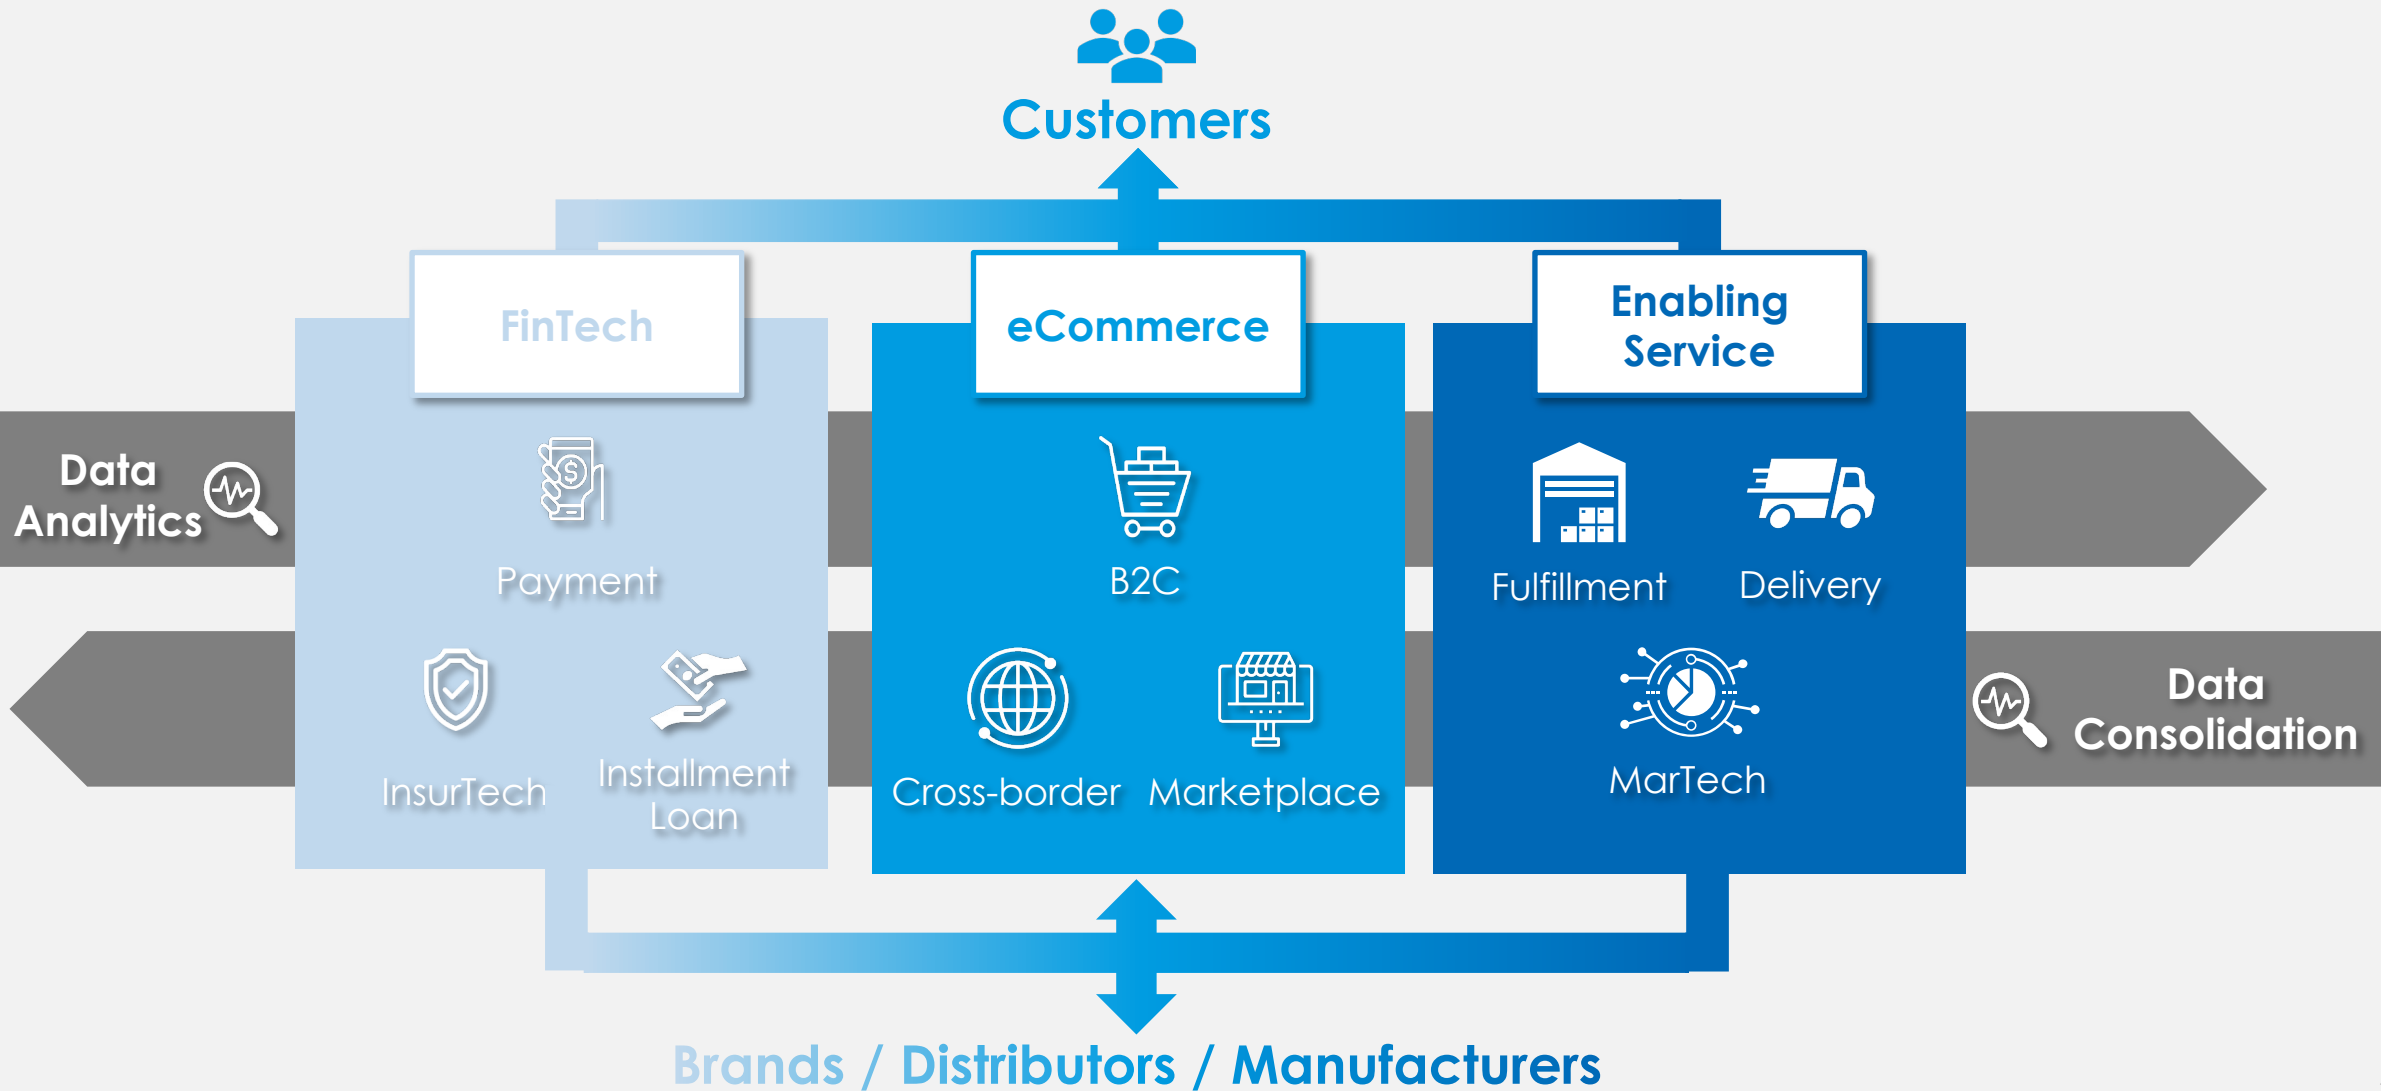 Customers
FinTech
eCommerce
Enabling
Service
Data
Analytics
Payment
B2C
Fulfillment
Delivery
InsurTech
Installment
Loan
Cross-border
Marketplace
MarTech
Data
Consolidation
Brands / Distributors / Manufacturers